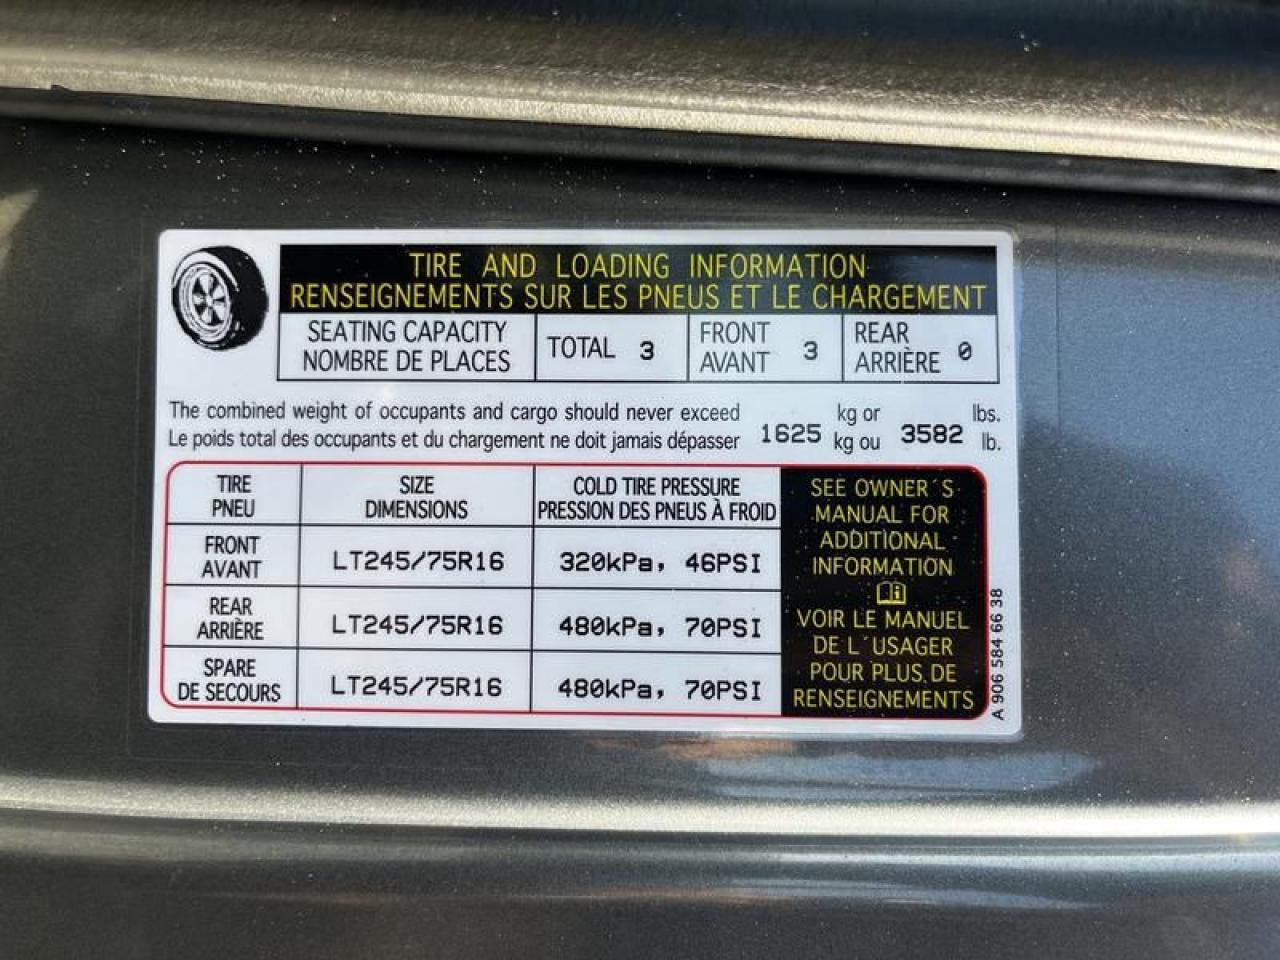 TIRE AND LOADING INFORMATION
RENSEIGNEMENTS SUR LES PNEUS ET LE CHARGEMENT
SEATING CAPACITY
NOMBRE DE PLACES
TOTAL 3
FRONT
AVANT 3
REAR
ARRIÈRE 0
The combined weight of occupants and cargo should never exceed
Le poids total des occupants et du chargement ne doit jamais dépasser
1625
kg or
kg ou
3582
lbs.
lb.
TIRE
PNEU
SIZE
DIMENSIONS
COLD TIRE PRESSURE
PRESSION DES PNEUS À FROID
FRONT
AVANT
LT245/75R16
320kPa, 46PSI
REAR
ARRIÈRE
LT245/75R16
480kPa, 70PSI
SPARE
DE SECOURS
LT245/75R16
480kPa, 70PSI
SEE OWNER´S
MANUAL FOR
ADDITIONAL
INFORMATION
VOIR LE MANUEL
DE L´USAGER
POUR PLUS DE
RENSEIGNEMENTS
A 906 584 66 38